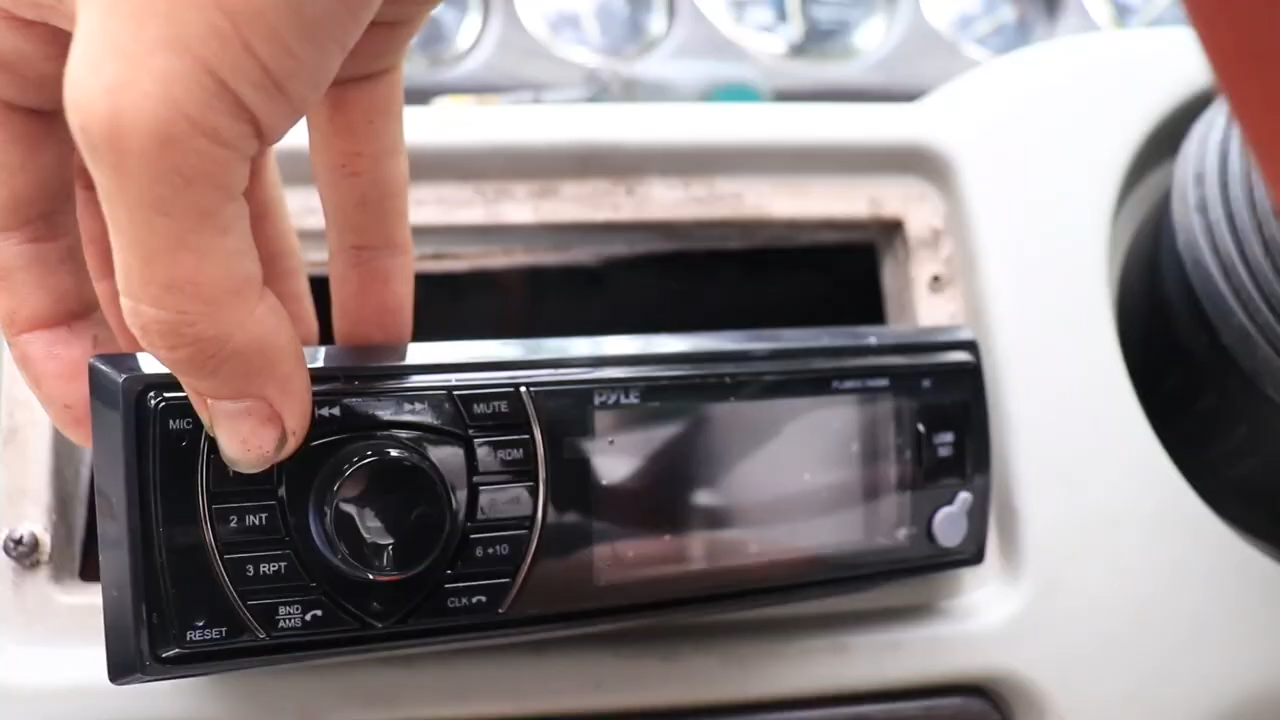 MIC
MUTE
PYLE
RDM
2 INT
6 +10
3 RPT
BND
AMS
CLK
RESET